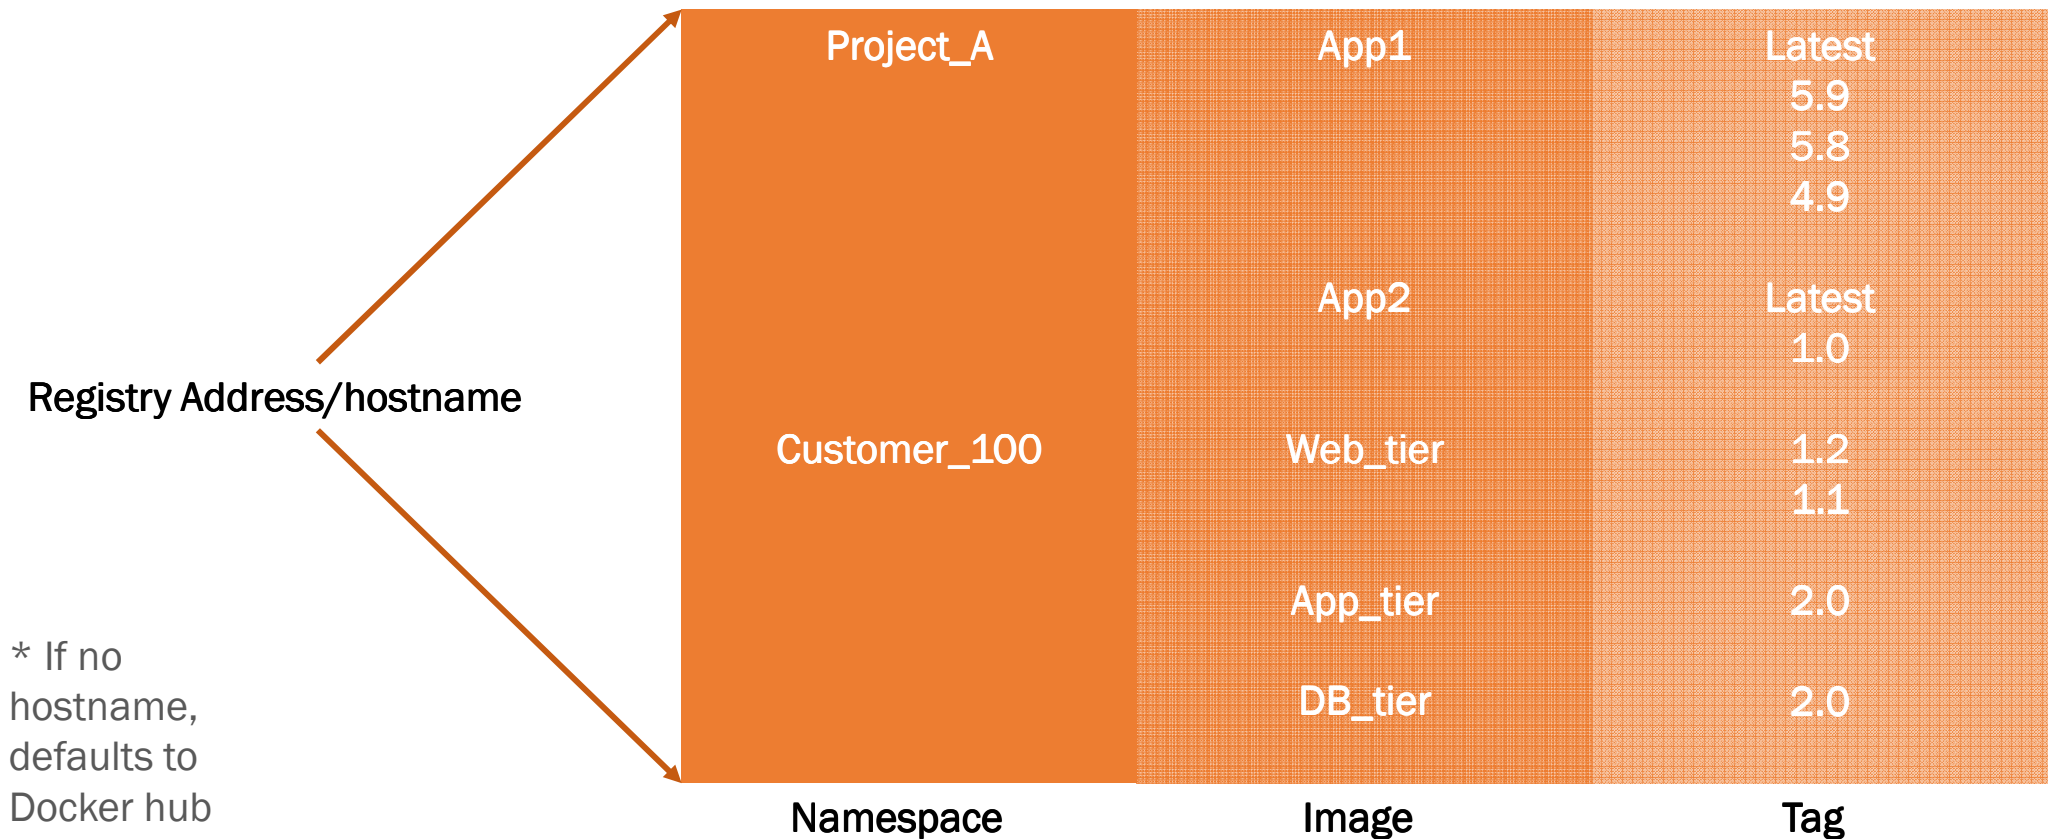 Project_A App1 Latest
5.9
5.8
4.9
App2 Latest
1.0
Registry Address/hostname
Customer_100 Web_tier 1.2
1.1
App_tier 2.0
DB_tier 2.0
* If no
hostname,
defaults to
Docker hub
Namespace Image Tag